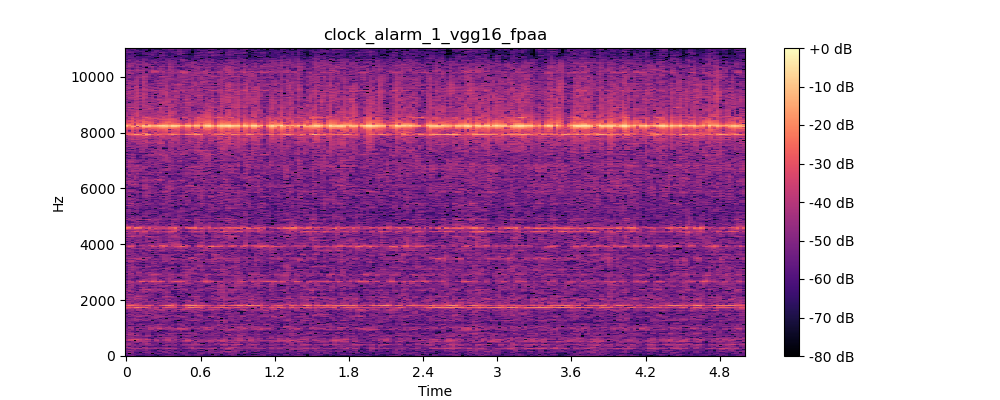 clock_alarm_1_vgg16_fpaa
Hz
10000
8000
6000
4000
2000
0
0 0.6 1.2 1.8 2.4 3 3.6 4.2 4.8
Time
+0 dB
-10 dB
-20 dB
-30 dB
-40 dB
-50 dB
-60 dB
-70 dB
-80 dB